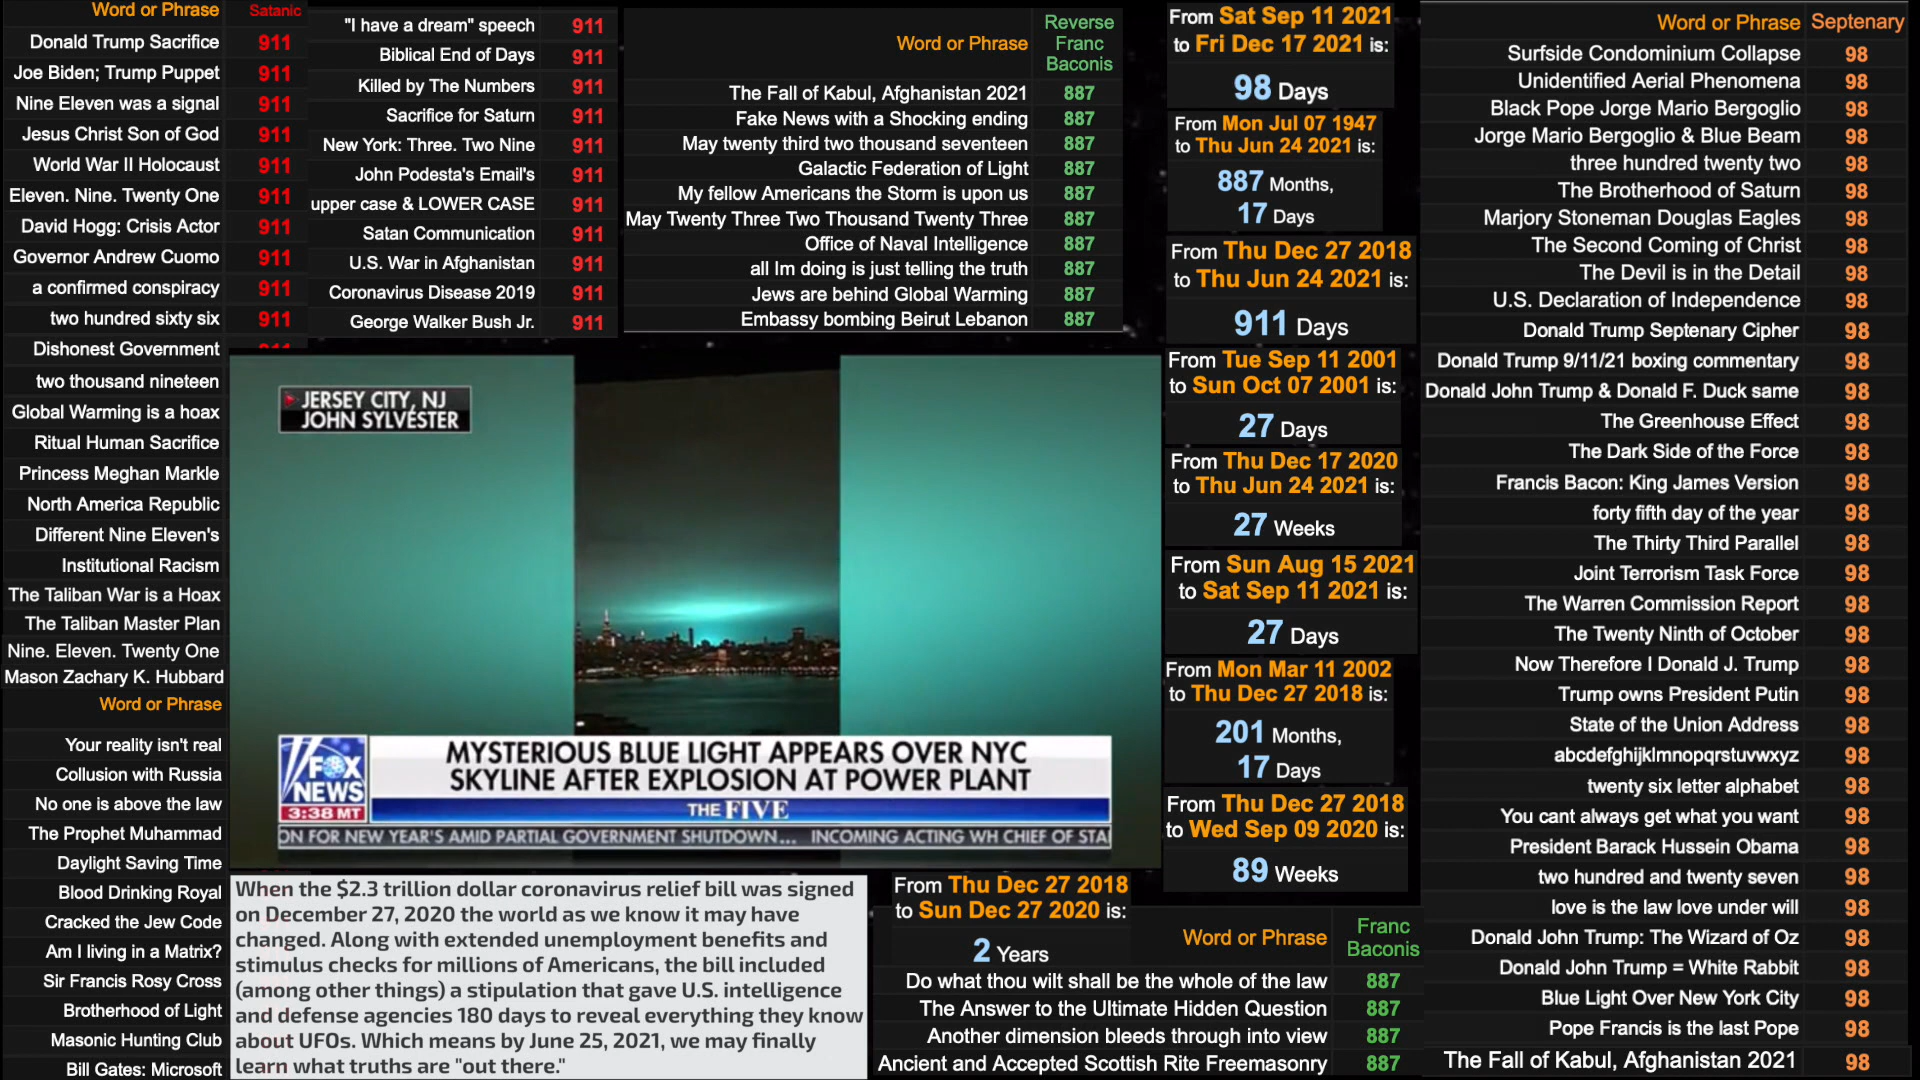 Word or Phrase Satanic
Donald Trump Sacrifice 911
Joe Biden; Trump Puppet 911
Nine Eleven was a signal 911
Jesus Christ Son of God 911
World War II Holocaust 911
Eleven. Nine. Twenty One 911
David Hogg: Crisis Actor 911
Governor Andrew Cuomo 911
a confirmed conspiracy 911
two hundred sixty six 911
Dishonest Government 911
two thousand nineteen
Global Warming is a hoax
Ritual Human Sacrifice
Princess Meghan Markle
North America Republic
Different Nine Eleven's
Institutional Racism
The Taliban War is a Hoax
The Taliban Master Plan
Nine. Eleven. Twenty One
Mason Zachary K. Hubbard
Word or Phrase
Your reality isn't real
Collusion with Russia
No one is above the law
The Prophet Muhammad
Daylight Saving Time
Blood Drinking Royal
Cracked the Jew Code
Am I living in a Matrix?
Sir Francis Rosy Cross
Brotherhood of Light
Masonic Hunting Club
Bill Gates: Microsoft
"I have a dream" speech 911
Biblical End of Days 911
Killed by The Numbers 911
Sacrifice for Saturn 911
New York: Three. Two Nine 911
John Podesta's Email's 911
upper case & LOWER CASE 911
Satan Communication 911
U.S. War in Afghanistan 911
Coronavirus Disease 2019 911
George Walker Bush Jr. 911
Word or Phrase Reverse Franc Baconis
The Fall of Kabul, Afghanistan 2021 887
Fake News with a Shocking ending 887
May twenty third two thousand seventeen 887
Galactic Federation of Light 887
My fellow Americans the Storm is upon us 887
May Twenty Three Two Thousand Twenty Three 887
Office of Naval Intelligence 887
all Im doing is just telling the truth 887
Jews are behind Global Warming 887
Embassy bombing Beirut Lebanon 887
JERSEY CITY, NJ
JOHN SYLVESTER
MYSTERIOUS BLUE LIGHT APPEARS OVER NYC
SKYLINE AFTER EXPLOSION AT POWER PLANT
FOX
NEWS
3:38 MT
THE FIVE
ON FOR NEW YEAR'S AMID PARTIAL GOVERNMENT SHUTDOWN... INCOMING ACTING WH CHIEF OF STA
When the $2.3 trillion dollar coronavirus relief bill was signed
on December 27, 2020 the world as we know it may have
changed. Along with extended unemployment benefits and
stimulus checks for millions of Americans, the bill included
(among other things) a stipulation that gave U.S. intelligence
and defense agencies 180 days to reveal everything they know
about UFOs. Which means by June 25, 2021, we may finally
learn what truths are "out there."
From Thu Dec 27 2018
to Sun Dec 27 2020 is:
2 Years
Word or Phrase Franc Baconis
Do what thou wilt shall be the whole of the law 887
The Answer to the Ultimate Hidden Question 887
Another dimension bleeds through into view 887
Ancient and Accepted Scottish Rite Freemasonry 887
From Sat Sep 11 2021
to Fri Dec 17 2021 is:
98 Days
From Mon Jul 07 1947
to Thu Jun 24 2021 is:
887 Months,
17 Days
From Thu Dec 27 2018
to Thu Jun 24 2021 is:
911 Days
From Tue Sep 11 2001
to Sun Oct 07 2001 is:
27 Days
From Thu Dec 17 2020
to Thu Jun 24 2021 is:
27 Weeks
From Sun Aug 15 2021
to Sat Sep 11 2021 is:
27 Days
From Mon Mar 11 2002
to Thu Dec 27 2018 is:
201 Months,
17 Days
From Thu Dec 27 2018
to Wed Sep 09 2020 is:
89 Weeks
Word or Phrase Septenary
Surfside Condominium Collapse 98
Unidentified Aerial Phenomena 98
Black Pope Jorge Mario Bergoglio 98
Jorge Mario Bergoglio & Blue Beam 98
three hundred twenty two 98
The Brotherhood of Saturn 98
Marjory Stoneman Douglas Eagles 98
The Second Coming of Christ 98
The Devil is in the Detail 98
U.S. Declaration of Independence 98
Donald Trump Septenary Cipher 98
Donald Trump 9/11/21 boxing commentary 98
Donald John Trump & Donald F. Duck same 98
The Greenhouse Effect 98
The Dark Side of the Force 98
Francis Bacon: King James Version 98
forty fifth day of the year 98
The Thirty Third Parallel 98
Joint Terrorism Task Force 98
The Warren Commission Report 98
The Twenty Ninth of October 98
Now Therefore I Donald J. Trump 98
Trump owns President Putin 98
State of the Union Address 98
abcdefghijklmnopqrstuvwxyz 98
twenty six letter alphabet 98
You cant always get what you want 98
President Barack Hussein Obama 98
two hundred and twenty seven 98
love is the law love under will 98
Donald John Trump: The Wizard of Oz 98
Donald John Trump = White Rabbit 98
Blue Light Over New York City 98
Pope Francis is the last Pope 98
The Fall of Kabul, Afghanistan 2021 98